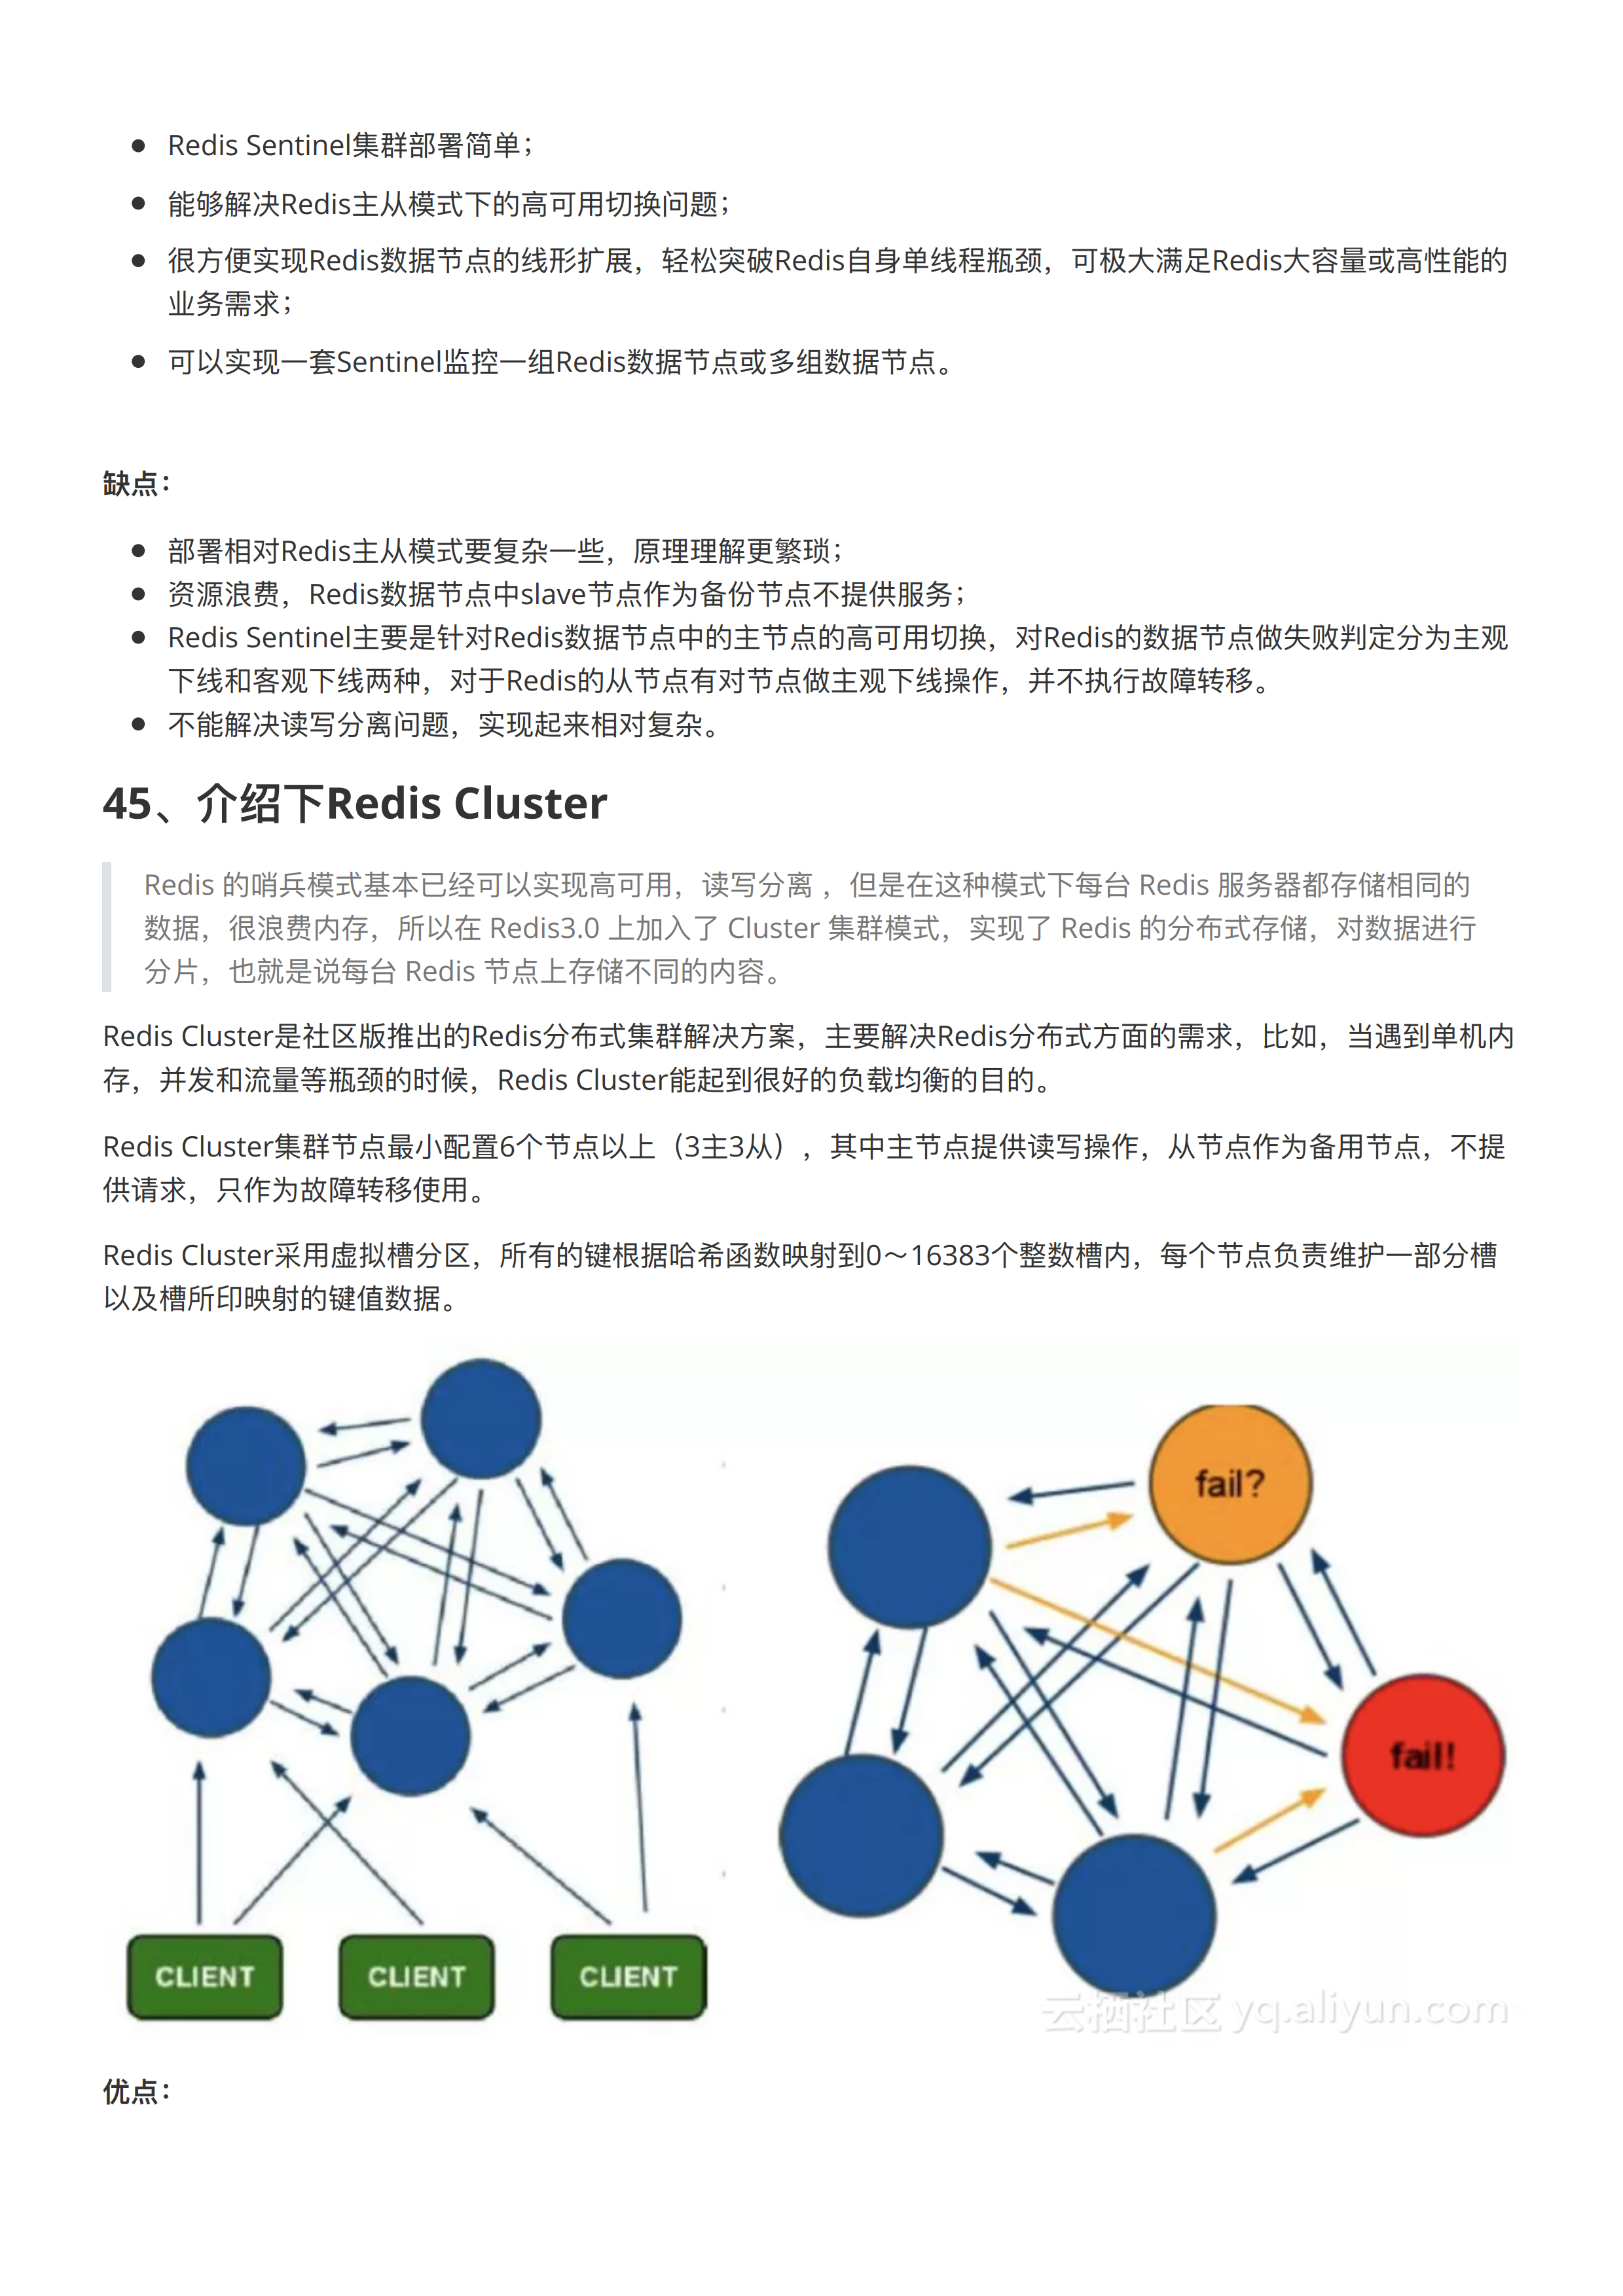 Redis Sentinel集群部署简单；
能够解决Redis主从模式下的高可用切换问题；
很方便实现Redis数据节点的线形扩展，轻松突破Redis自身单线程瓶颈，可极大满足Redis大容量或高性能的
业务需求；
可以实现一套Sentinel监控一组Redis数据节点或多组数据节点。
缺点：
部署相对Redis主从模式要复杂一些，原理理解更繁琐；
资源浪费，Redis数据节点中slave节点作为备份节点不提供服务；
Redis Sentinel主要是针对Redis数据节点中的主节点的高可用切换，对Redis的数据节点做失败判定分为主观
下线和客观下线两种，对于Redis的从节点有对节点做主观下线操作，并不执行故障转移。
不能解决读写分离问题，实现起来相对复杂。
45、介绍下Redis Cluster
Redis 的哨兵模式基本已经可以实现高可用，读写分离 ，但是在这种模式下每台 Redis 服务器都存储相同的
数据，很浪费内存，所以在 Redis3.0 上加入了 Cluster 集群模式，实现了 Redis 的分布式存储，对数据进行
分片，也就是说每台 Redis 节点上存储不同的内容。
Redis Cluster是社区版推出的Redis分布式集群解决方案，主要解决Redis分布式方面的需求，比如，当遇到单机内
存，并发和流量等瓶颈的时候，Redis Cluster能起到很好的负载均衡的目的。
Redis Cluster集群节点最小配置6个节点以上（3主3从），其中主节点提供读写操作，从节点作为备用节点，不提
供请求，只作为故障转移使用。
Redis Cluster采用虚拟槽分区，所有的键根据哈希函数映射到0～16383个整数槽内，每个节点负责维护一部分槽
以及槽所印映射的键值数据。
fail?
fail!
CLIENT CLIENT CLIENT
云栖社区 yq.aliyun.com
优点：